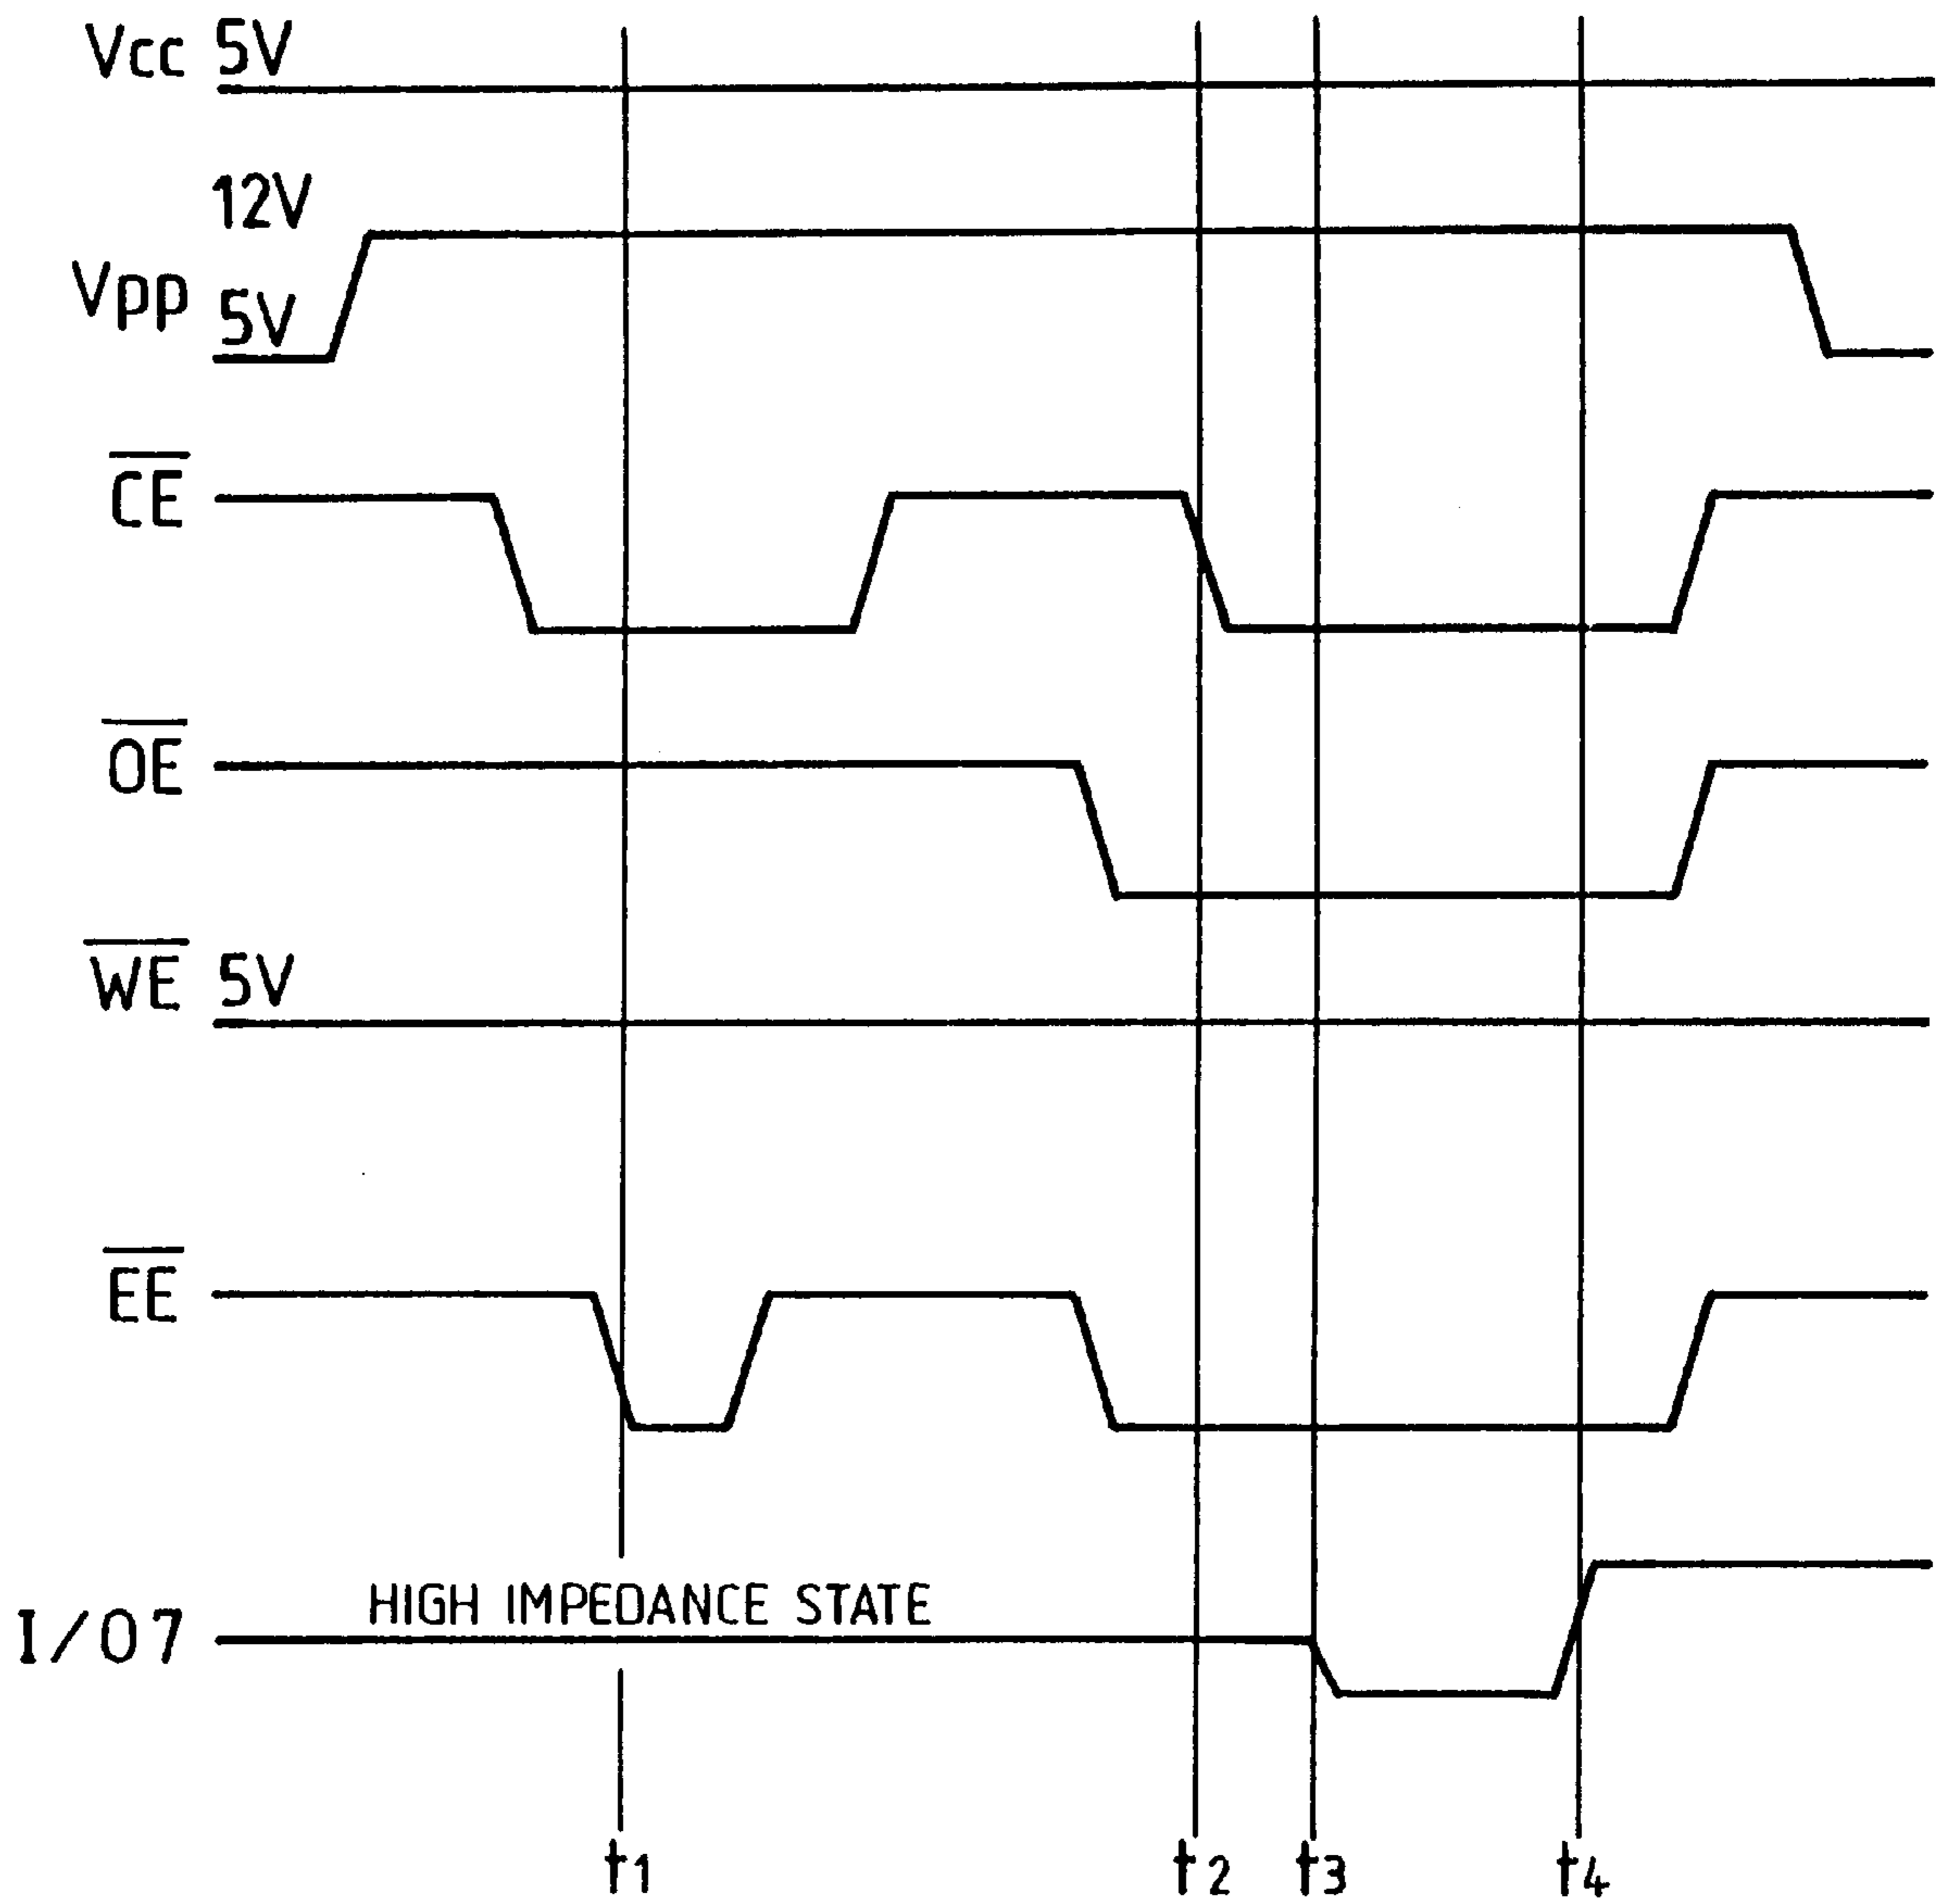 Vcc 5V
12V
Vpp 5V
CE
OE
WE 5V
EE
HIGH IMPEDANCE STATE
I/O7
t1 t2 t3 t4